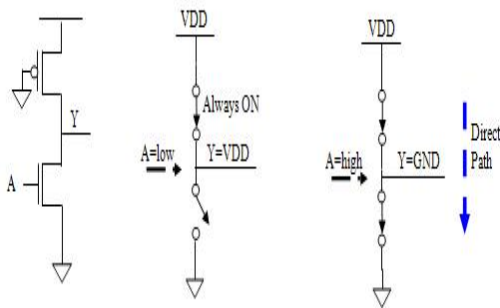 Y
A
VDD
Always ON
A=low
Y=VDD
VDD
A=high
Y=GND
Direct
Path